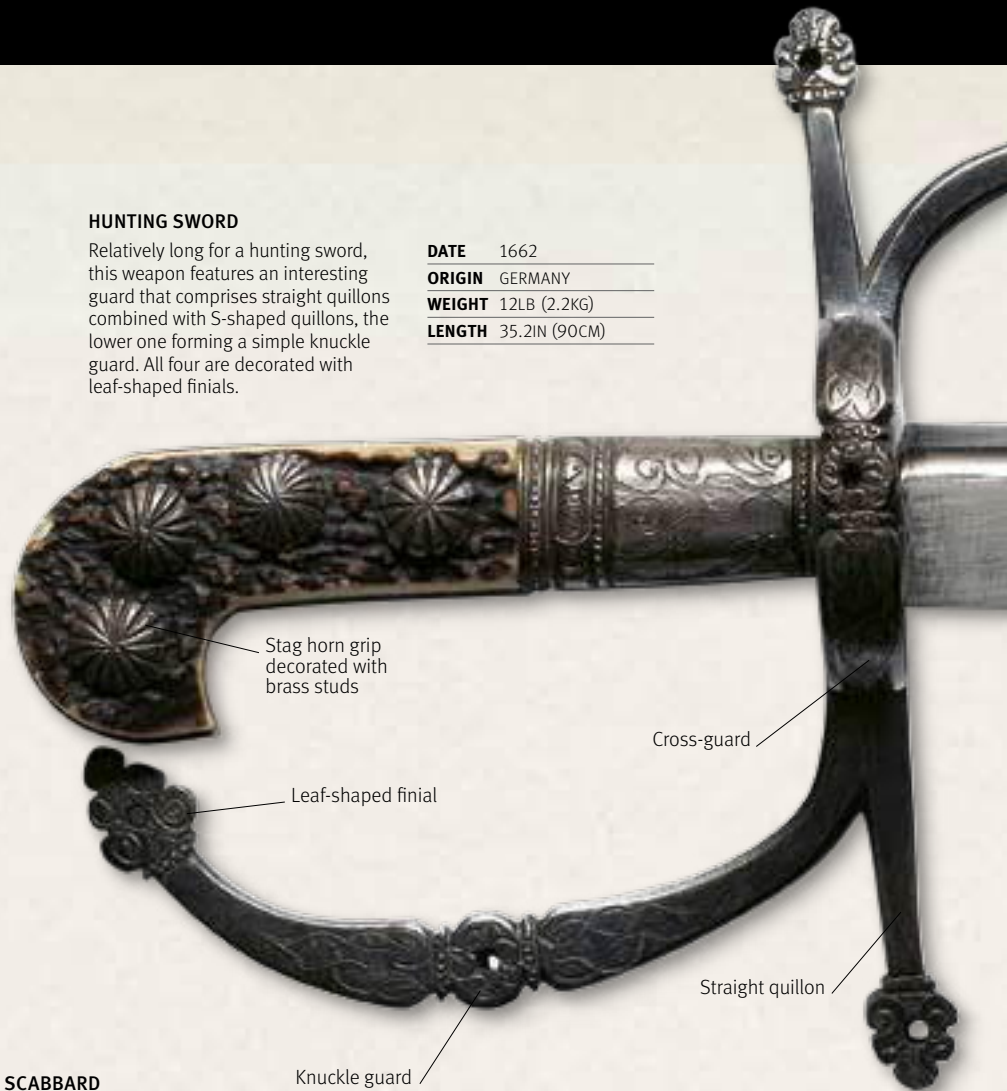 HUNTING SWORD
Relatively long for a hunting sword,
this weapon features an interesting
guard that comprises straight quillons
combined with S-shaped quillons, the
lower one forming a simple knuckle
guard. All four are decorated with
leaf-shaped finials.
DATE 1662
ORIGIN GERMANY
WEIGHT 12LB (2.2KG)
LENGTH 35.2IN (90CM)
Stag horn grip
decorated with
brass studs
Cross-guard
Leaf-shaped finial
Straight quillon
Knuckle guard
SCABBARD